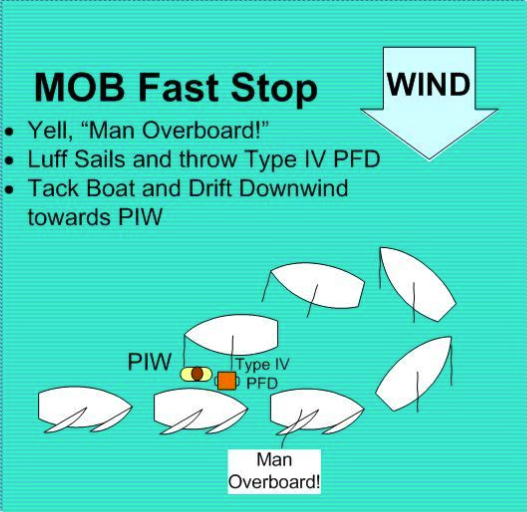 MOB Fast Stop
WIND
• Yell, “Man Overboard!”
• Luff Sails and throw Type IV PFD
• Tack Boat and Drift Downwind
towards PIW
PIW
Type IV
PFD
Man
Overboard!